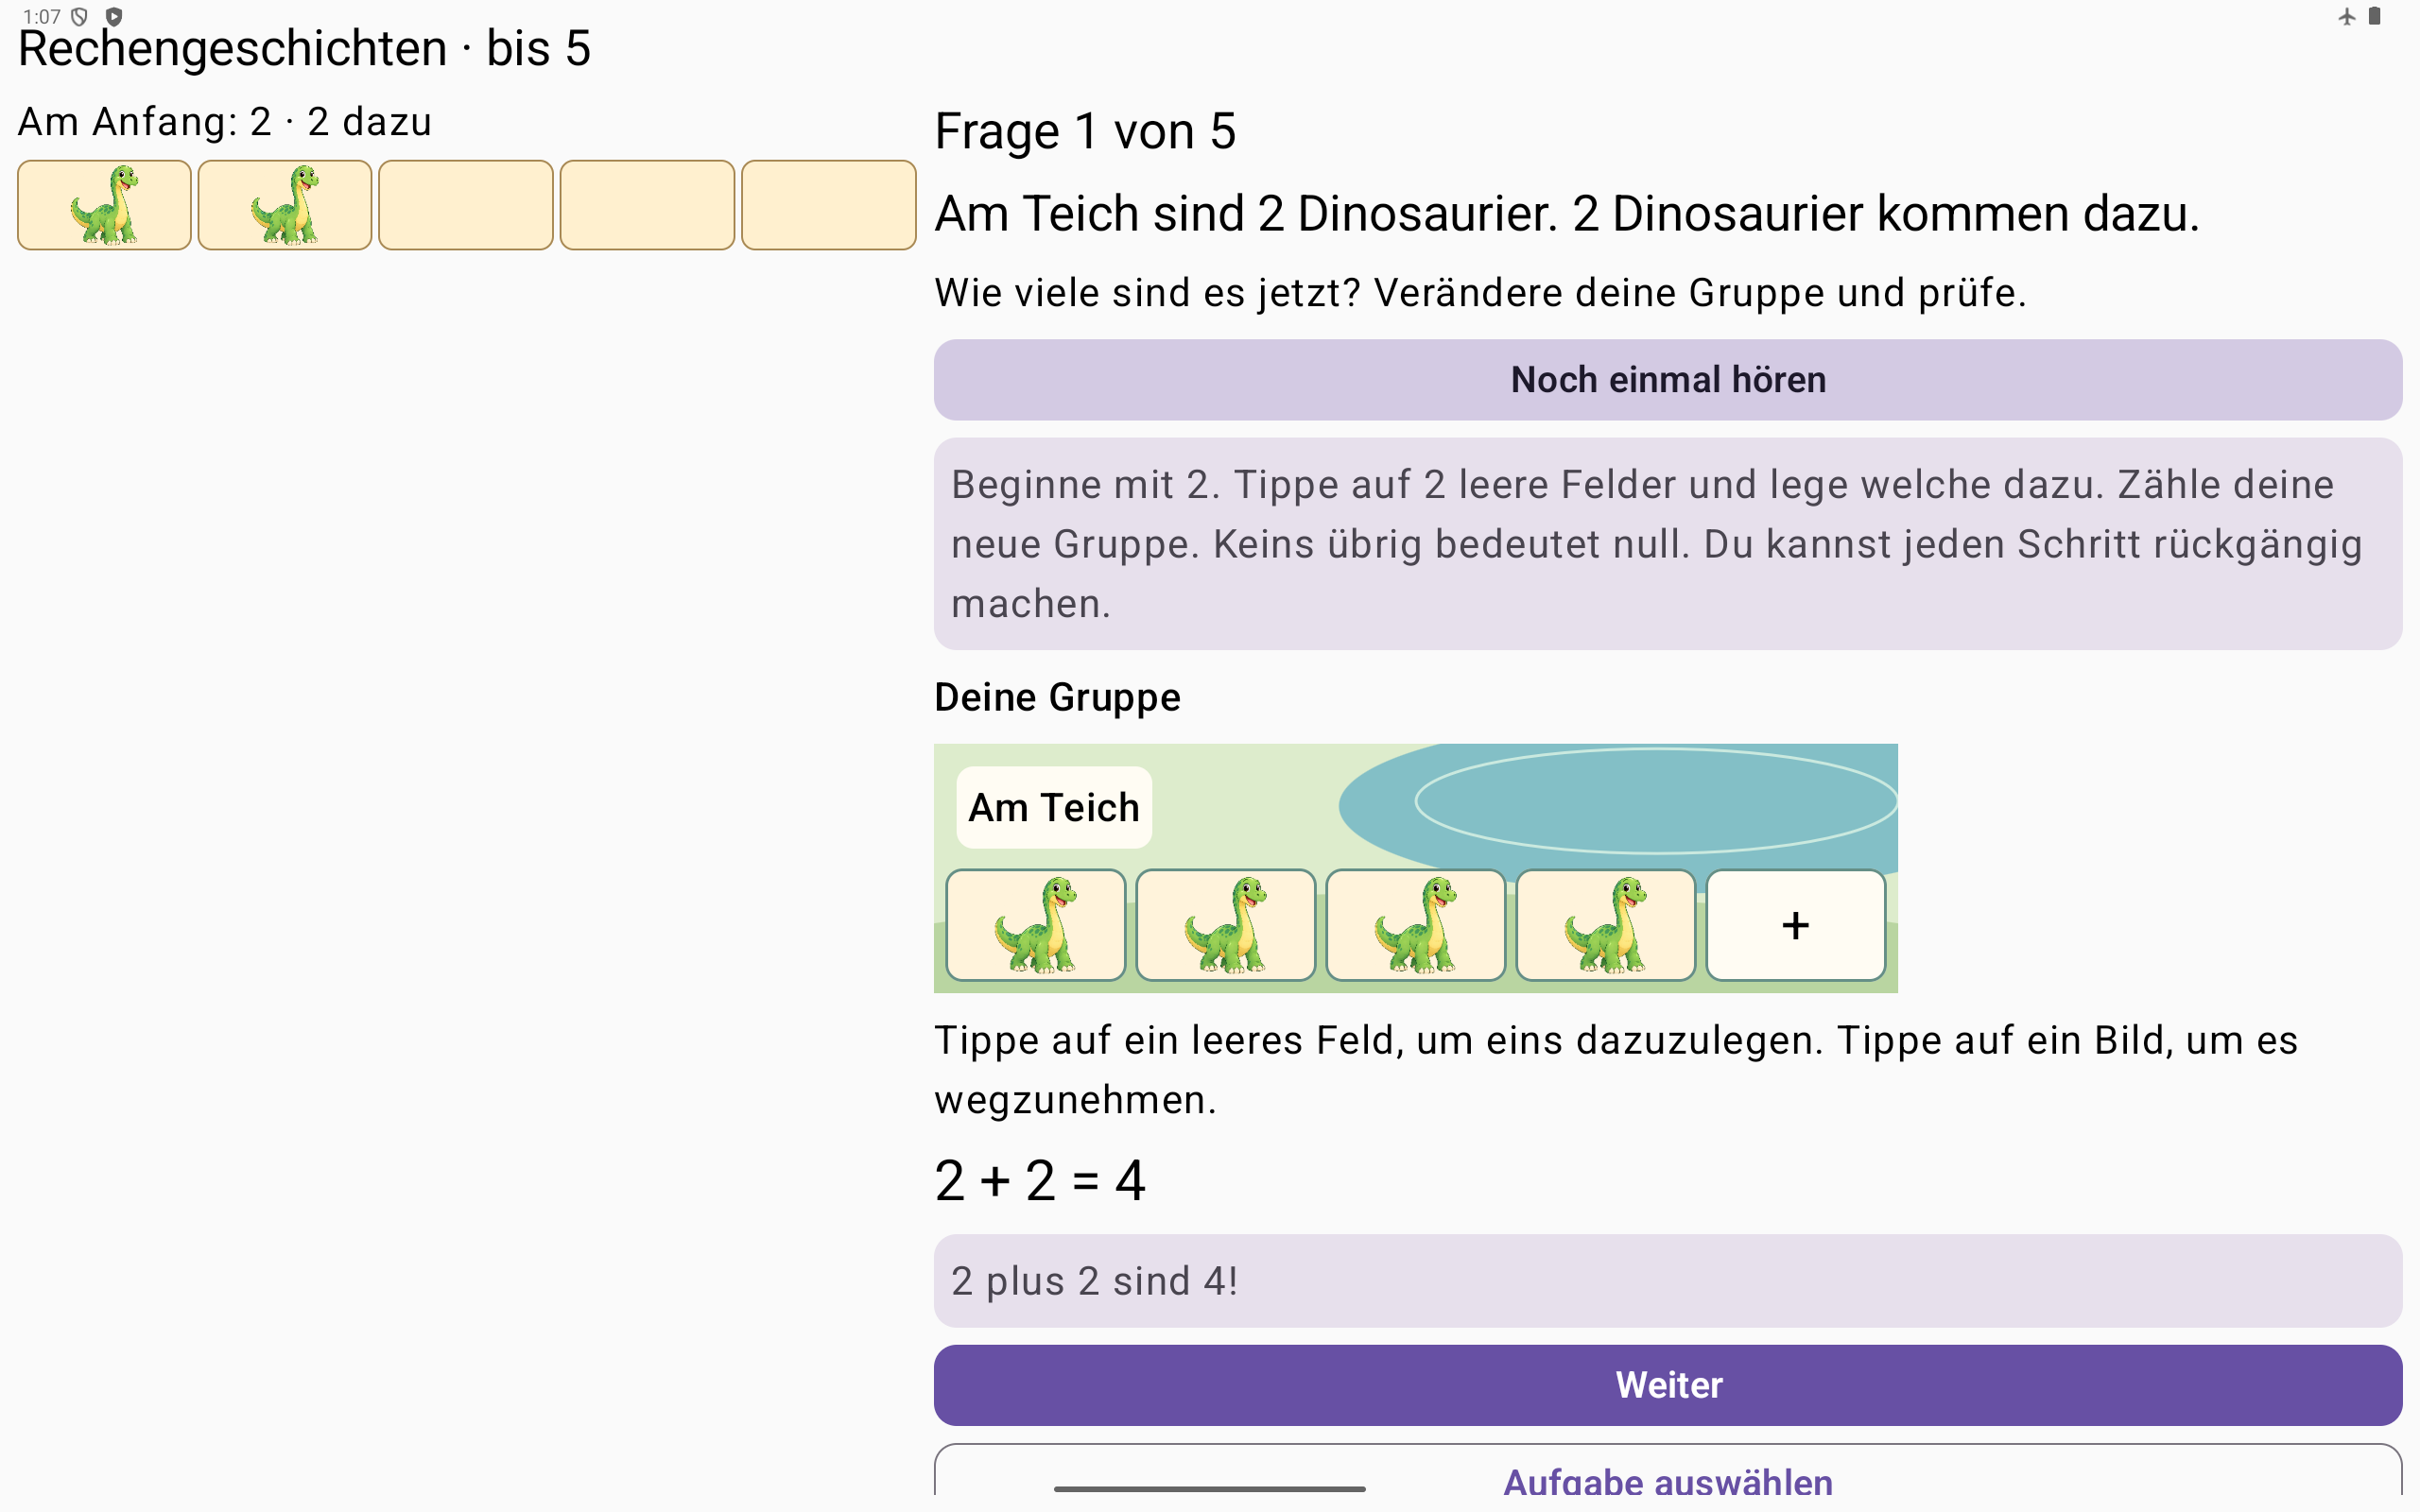 1:07
Rechengeschichten · bis 5
Am Anfang: 2 · 2 dazu
Frage 1 von 5
Am Teich sind 2 Dinosaurier. 2 Dinosaurier kommen dazu.
Wie viele sind es jetzt? Verändere deine Gruppe und prüfe.
Noch einmal hören
Beginne mit 2. Tippe auf 2 leere Felder und lege welche dazu. Zähle deine
neue Gruppe. Keins übrig bedeutet null. Du kannst jeden Schritt rückgängig
machen.
Deine Gruppe
Am Teich
+
Tippe auf ein leeres Feld, um eins dazuzulegen. Tippe auf ein Bild, um es
wegzunehmen.
2 + 2 = 4
2 plus 2 sind 4!
Weiter
Aufgabe auswählen